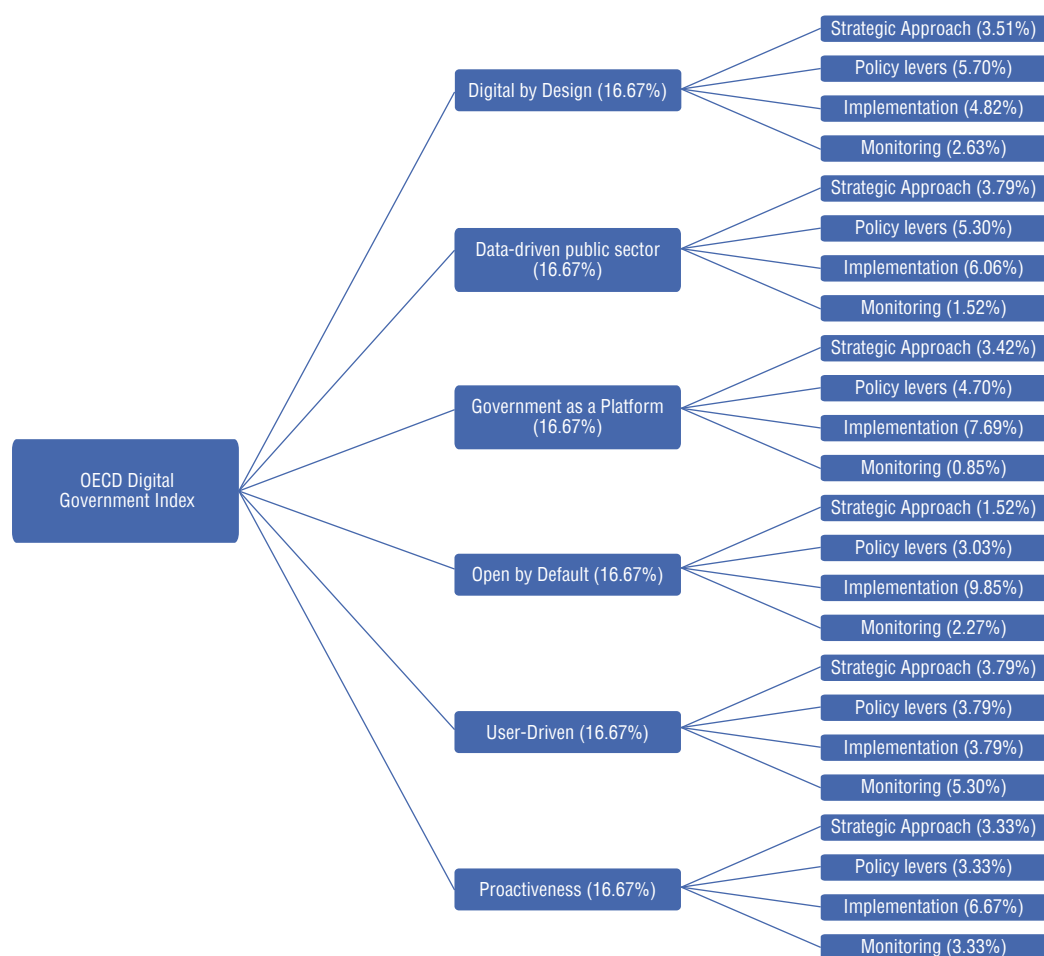 OECD Digital
Government Index
Digital by Design (16.67%)
Strategic Approach (3.51%)
Policy levers (5.70%)
Implementation (4.82%)
Monitoring (2.63%)
Data-driven public sector
(16.67%)
Strategic Approach (3.79%)
Policy levers (5.30%)
Implementation (6.06%)
Monitoring (1.52%)
Government as a Platform
(16.67%)
Strategic Approach (3.42%)
Policy levers (4.70%)
Implementation (7.69%)
Monitoring (0.85%)
Open by Default (16.67%)
Strategic Approach (1.52%)
Policy levers (3.03%)
Implementation (9.85%)
Monitoring (2.27%)
User-Driven (16.67%)
Strategic Approach (3.79%)
Policy levers (3.79%)
Implementation (3.79%)
Monitoring (5.30%)
Proactiveness (16.67%)
Strategic Approach (3.33%)
Policy levers (3.33%)
Implementation (6.67%)
Monitoring (3.33%)